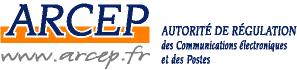 ARCEP
www.arcep.fr
AUTORITÉ DE RÉGULATION
des Communications électroniques
et des Postes